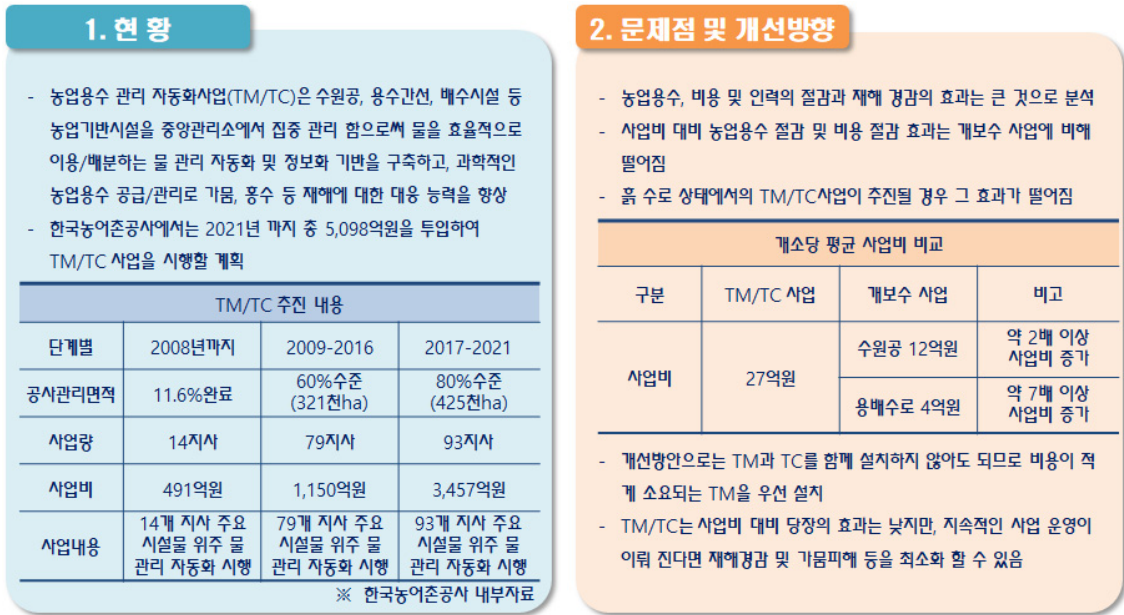 1. 현 황
- 농업용수 관리 자동화사업(TM/TC)은 수원공, 용수간선, 배수시설 등
농업기반시설을 중앙관리소에서 집중 관리 함으로써 물을 효율적으로
이용/배분하는 물 관리 자동화 및 정보화 기반을 구축하고, 과학적인
농업용수 공급/관리로 가뭄, 홍수 등 재해에 대한 대응 능력을 향상
- 한국농어촌공사에서는 2021년 까지 총 5,098억원을 투입하여
TM/TC 사업을 시행할 계획
TM/TC 추진 내용
단계별 2008년까지 2009-2016 2017-2021
공사관리면적 11.6%완료 60%수준 (321천ha) 80%수준 (425천ha)
사업량 14지사 79지사 93지사
사업비 491억원 1,150억원 3,457억원
사업내용 14개 지사 주요 시설물 위주 물 관리 자동화 시행 79개 지사 주요 시설물 위주 물 관리 자동화 시행 93개 지사 주요 시설물 위주 물 관리 자동화 시행
※ 한국농어촌공사 내부자료
2. 문제점 및 개선방향
- 농업용수, 비용 및 인력의 절감과 재해 경감의 효과는 큰 것으로 분석
- 사업비 대비 농업용수 절감 및 비용 절감 효과는 개보수 사업에 비해
떨어짐
- 흙 수로 상태에서의 TM/TC사업이 추진될 경우 그 효과가 떨어짐
개소당 평균 사업비 비교
구분 TM/TC 사업 개보수 사업 비고
사업비 27억원 수원공 12억원 약 2배 이상 사업비 증가
용배수로 4억원 약 7배 이상 사업비 증가
- 개선방안으로는 TM과 TC를 함께 설치하지 않아도 되므로 비용이 적
게 소요되는 TM을 우선 설치
- TM/TC는 사업비 대비 당장의 효과는 낮지만, 지속적인 사업 운영이
이뤄 진다면 재해경감 및 가뭄피해 등을 최소화 할 수 있음